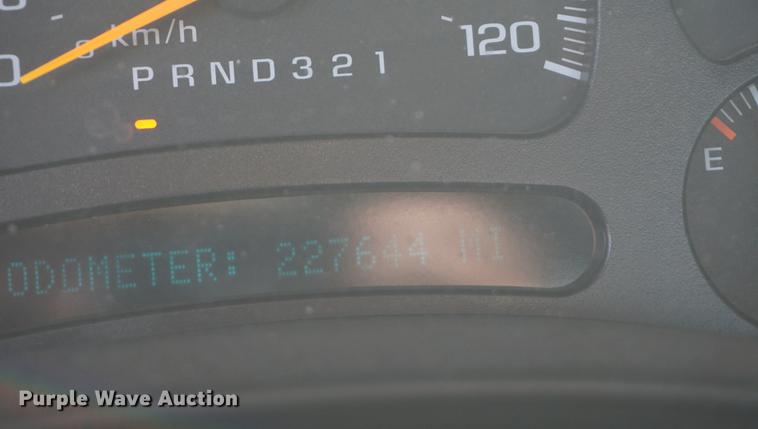 km/h
120
PRND321
E
ODOMETER: 227644 MI
Purple Wave Auction